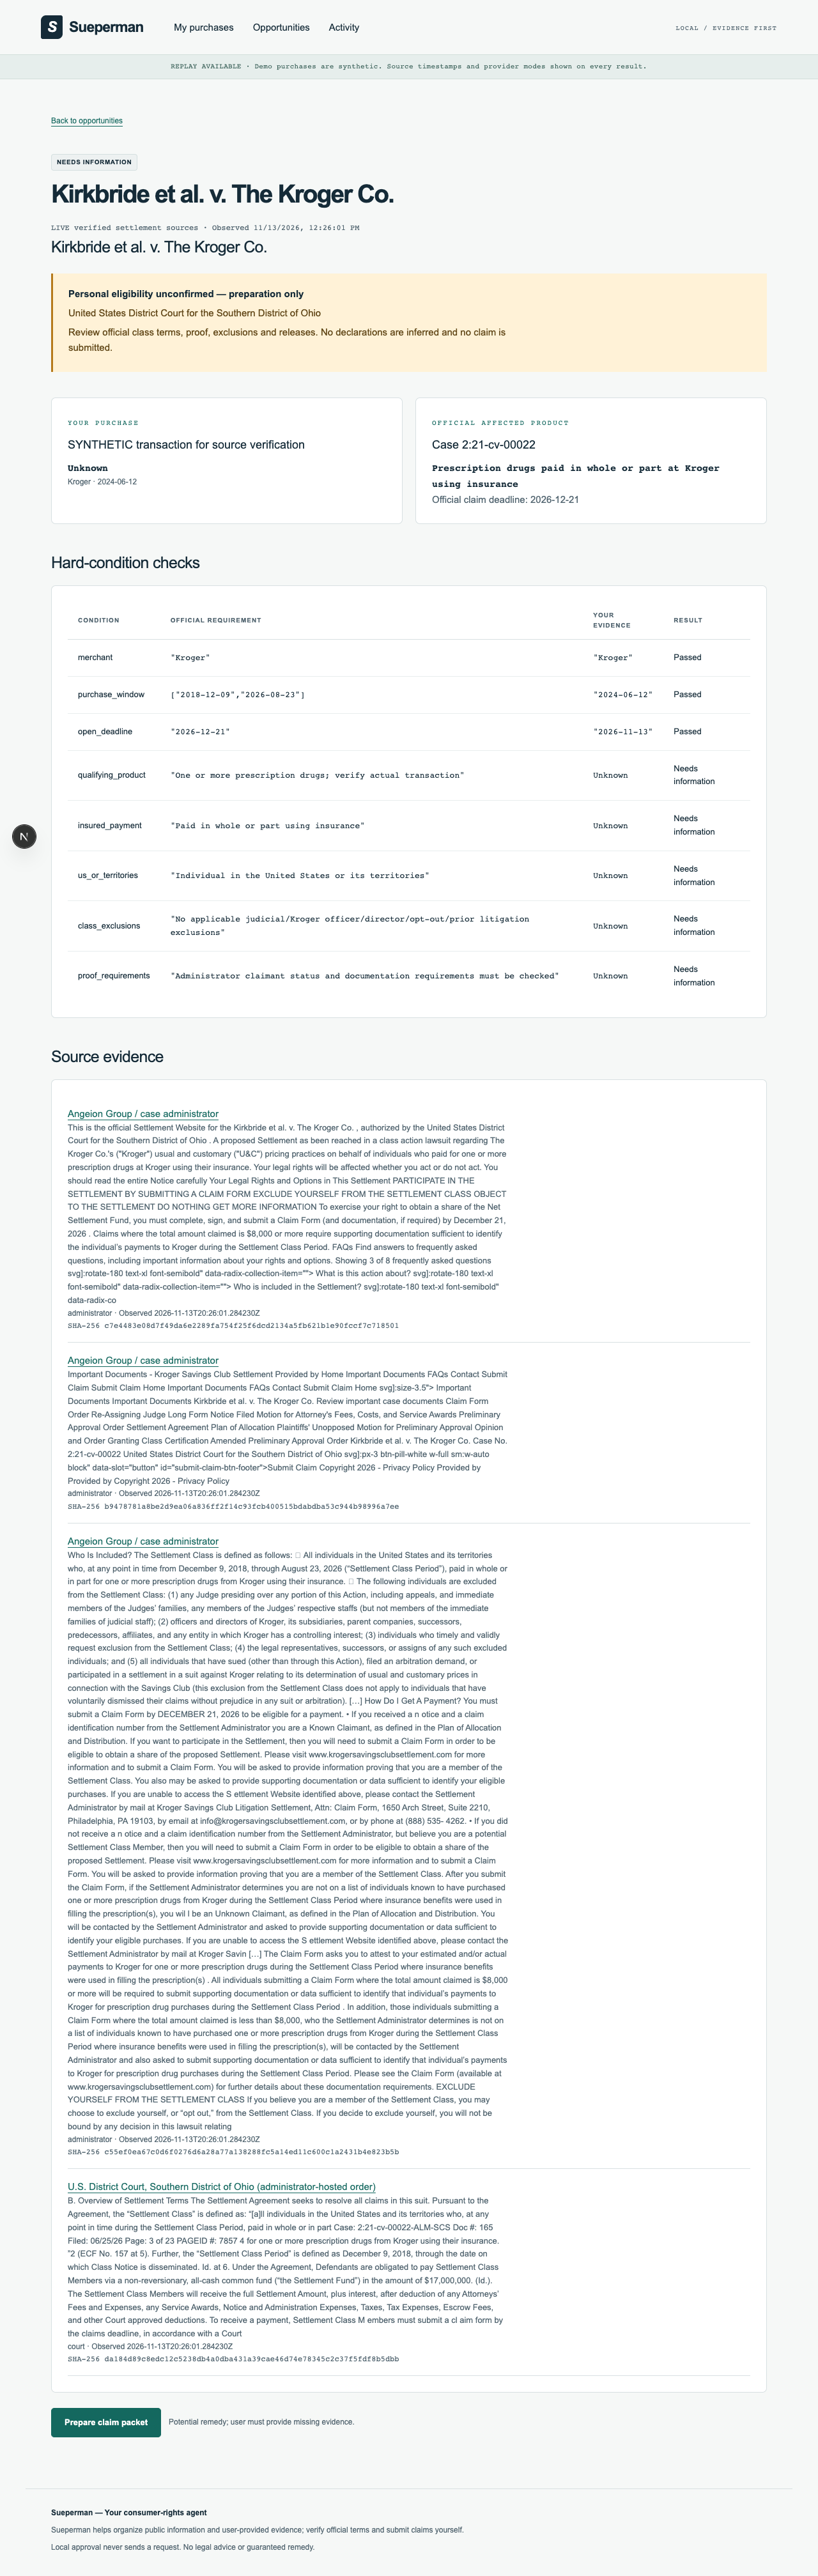 S Sueperman
My purchases
Opportunities
Activity
LOCAL / EVIDENCE FIRST
REPLAY AVAILABLE · Demo purchases are synthetic. Source timestamps and provider modes shown on every result.
Back to opportunities
NEEDS INFORMATION
Kirkbride et al. v. The Kroger Co.
LIVE verified settlement sources · Observed 11/13/2026, 12:26:01 PM
Kirkbride et al. v. The Kroger Co.
Personal eligibility unconfirmed — preparation only
United States District Court for the Southern District of Ohio
Review official class terms, proof, exclusions and releases. No declarations are inferred and no claim is
submitted.
YOUR PURCHASE
SYNTHETIC transaction for source verification
Unknown
Kroger · 2024-06-12
OFFICIAL AFFECTED PRODUCT
Case 2:21-cv-00022
Prescription drugs paid in whole or part at Kroger
using insurance
Official claim deadline: 2026-12-21
Hard-condition checks
CONDITION OFFICIAL REQUIREMENT YOUR EVIDENCE RESULT
merchant "Kroger" "Kroger" Passed
purchase_window ["2018-12-09","2026-08-23"] "2024-06-12" Passed
open_deadline "2026-12-21" "2026-11-13" Passed
qualifying_product "One or more prescription drugs; verify actual transaction" Unknown Needs information
insured_payment "Paid in whole or part using insurance" Unknown Needs information
us_or_territories "Individual in the United States or its territories" Unknown Needs information
class_exclusions "No applicable judicial/Kroger officer/director/opt-out/prior litigation exclusions" Unknown Needs information
proof_requirements "Administrator claimant status and documentation requirements must be checked" Unknown Needs information
Source evidence
Angeion Group / case administrator
This is the official Settlement Website for the Kirkbride et al. v. The Kroger Co. , authorized by the United States District
Court for the Southern District of Ohio . A proposed Settlement as been reached in a class action lawsuit regarding The
Kroger Co.'s ("Kroger") usual and customary ("U&C") pricing practices on behalf of individuals who paid for one or more
prescription drugs at Kroger using their insurance. Your legal rights will be affected whether you act or do not act. You
should read the entire Notice carefully Your Legal Rights and Options in This Settlement PARTICIPATE IN THE
SETTLEMENT BY SUBMITTING A CLAIM FORM EXCLUDE YOURSELF FROM THE SETTLEMENT CLASS OBJECT
TO THE SETTLEMENT DO NOTHING GET MORE INFORMATION To exercise your right to obtain a share of the Net
Settlement Fund, you must complete, sign, and submit a Claim Form (and documentation, if required) by December 21,
2026 . Claims where the total amount claimed is $8,000 or more require supporting documentation sufficient to identify
the individual's payments to Kroger during the Settlement Class Period. FAQs Find answers to frequently asked
questions, including important information about your rights and options. Showing 3 of 8 frequently asked questions
svg]:rotate-180 text-xl font-semibold" data-radix-collection-item=""> What is this action about? svg]:rotate-180 text-xl
font-semibold" data-radix-collection-item=""> Who is included in the Settlement? svg]:rotate-180 text-xl font-semibold"
data-radix-co
administrator · Observed 2026-11-13T20:26:01.284230Z
SHA-256 c7e4483e08d7f49da6e2289fa754f25f6dcd2134a5fb621b1e90fccf7c718501
Angeion Group / case administrator
Important Documents - Kroger Savings Club Settlement Provided by Home Important Documents FAQs Contact Submit
Claim Submit Claim Home Important Documents FAQs Contact Submit Claim Home svg]:size-3.5"> Important
Documents Important Documents Kirkbride et al. v. The Kroger Co. Review important case documents Claim Form
Order Re-Assigning Judge Long Form Notice Filed Motion for Attorney's Fees, Costs, and Service Awards Preliminary
Approval Order Settlement Agreement Plan of Allocation Plaintiffs' Unopposed Motion for Preliminary Approval Opinion
and Order Granting Class Certification Amended Preliminary Approval Order Kirkbride et al. v. The Kroger Co. Case No.
2:21-cv-00022 United States District Court for the Southern District of Ohio svg]:px-3 btn-pill-white w-full sm:w-auto
block" data-slot="button" id="submit-claim-btn-footer">Submit Claim Copyright 2026 - Privacy Policy Provided by
Provided by Copyright 2026 - Privacy Policy
administrator · Observed 2026-11-13T20:26:01.284230Z
SHA-256 b9478781a8be2d9ea06a836ff2f14c93fcb400515bdabdba53c944b98996a7ee
Angeion Group / case administrator
Who Is Included? The Settlement Class is defined as follows:  All individuals in the United States and its territories
who, at any point in time from December 9, 2018, through August 23, 2026 ("Settlement Class Period"), paid in whole or
in part for one or more prescription drugs from Kroger using their insurance.  The following individuals are excluded
from the Settlement Class: (1) any Judge presiding over any portion of this Action, including appeals, and immediate
members of the Judges' families, any members of the Judges' respective staffs (but not members of the immediate
families of judicial staff); (2) officers and directors of Kroger, its subsidiaries, parent companies, successors,
predecessors, affiliates, and any entity in which Kroger has a controlling interest; (3) individuals who timely and validly
request exclusion from the Settlement Class; (4) the legal representatives, successors, or assigns of any such excluded
individuals; and (5) all individuals that have sued (other than through this Action), filed an arbitration demand, or
participated in a settlement in a suit against Kroger relating to its determination of usual and customary prices in
connection with the Savings Club (this exclusion from the Settlement Class does not apply to individuals that have
voluntarily dismissed their claims without prejudice in any suit or arbitration). [...] How Do I Get A Payment? You must
submit a Claim Form by DECEMBER 21, 2026 to be eligible for a payment. • If you received a n otice and a claim
identification number from the Settlement Administrator you are a Known Claimant, as defined in the Plan of Allocation
and Distribution. If you want to participate in the Settlement, then you will need to submit a Claim Form in order to be
eligible to obtain a share of the proposed Settlement. Please visit www.krogersavingsclubsettlement.com for more
information and to submit a Claim Form. You will be asked to provide information proving that you are a member of the
Settlement Class. You also may be asked to provide supporting documentation or data sufficient to identify your eligible
purchases. If you are unable to access the S ettlement Website identified above, please contact the Settlement
Administrator by mail at Kroger Savings Club Litigation Settlement, Attn: Claim Form, 1650 Arch Street, Suite 2210,
Philadelphia, PA 19103, by email at info@krogersavingsclubsettlement.com, or by phone at (888) 535- 4262. • If you did
not receive a n otice and a claim identification number from the Settlement Administrator, but believe you are a potential
Settlement Class Member, then you will need to submit a Claim Form in order to be eligible to obtain a share of the
proposed Settlement. Please visit www.krogersavingsclubsettlement.com for more information and to submit a Claim
Form. You will be asked to provide information proving that you are a member of the Settlement Class. After you submit
the Claim Form, if the Settlement Administrator determines you are not on a list of individuals known to have purchased
one or more prescription drugs from Kroger during the Settlement Class Period where insurance benefits were used in
filling the prescription(s), you wil l be an Unknown Claimant, as defined in the Plan of Allocation and Distribution. You
will be contacted by the Settlement Administrator and asked to provide supporting documentation or data sufficient to
identify your eligible purchases. If you are unable to access the S ettlement Website identified above, please contact the
Settlement Administrator by mail at Kroger Savin [...] The Claim Form asks you to attest to your estimated and/or actual
payments to Kroger for one or more prescription drugs during the Settlement Class Period where insurance benefits
were used in filling the prescription(s) . All individuals submitting a Claim Form where the total amount claimed is $8,000
or more will be required to submit supporting documentation or data sufficient to identify that individual's payments to
Kroger for prescription drug purchases during the Settlement Class Period . In addition, those individuals submitting a
Claim Form where the total amount claimed is less than $8,000, who the Settlement Administrator determines is not on
a list of individuals known to have purchased one or more prescription drugs from Kroger during the Settlement Class
Period where insurance benefits were used in filling the prescription(s), will be contacted by the Settlement
Administrator and also asked to submit supporting documentation or data sufficient to identify that individual's payments
to Kroger for prescription drug purchases during the Settlement Class Period. Please see the Claim Form (available at
www.krogersavingsclubsettlement.com) for further details about these documentation requirements. EXCLUDE
YOURSELF FROM THE SETTLEMENT CLASS If you believe you are a member of the Settlement Class, you may
choose to exclude yourself, or "opt out," from the Settlement Class. If you decide to exclude yourself, you will not be
bound by any decision in this lawsuit relating
administrator · Observed 2026-11-13T20:26:01.284230Z
SHA-256 c55ef0ea67c0d6f0276d6a28a77a138288fc5a14ed11c600c1a2431b4e823b5b
U.S. District Court, Southern District of Ohio (administrator-hosted order)
B. Overview of Settlement Terms The Settlement Agreement seeks to resolve all claims in this suit. Pursuant to the
Agreement, the "Settlement Class" is defined as: "[a]ll individuals in the United States and its territories who, at any
point in time during the Settlement Class Period, paid in whole or in part Case: 2:21-cv-00022-ALM-SCS Doc #: 165
Filed: 06/25/26 Page: 3 of 23 PAGEID #: 7857 4 for one or more prescription drugs from Kroger using their insurance.
"2 (ECF No. 157 at 5). Further, the "Settlement Class Period" is defined as December 9, 2018, through the date on
which Class Notice is disseminated. Id. at 6. Under the Agreement, Defendants are obligated to pay Settlement Class
Members via a non-reversionary, all-cash common fund ("the Settlement Fund") in the amount of $17,000,000. (Id.).
The Settlement Class Members will receive the full Settlement Amount, plus interest, after deduction of any Attorneys'
Fees and Expenses, any Service Awards, Notice and Administration Expenses, Taxes, Tax Expenses, Escrow Fees,
and other Court approved deductions. To receive a payment, Settlement Class M embers must submit a cl aim form by
the claims deadline, in accordance with a Court
court · Observed 2026-11-13T20:26:01.284230Z
SHA-256 da184d89c8edc12c5238db4a0dba431a39cae46d74e78345c2c37f5fdf8b5dbb
Prepare claim packet
Potential remedy; user must provide missing evidence.
Sueperman — Your consumer-rights agent
Sueperman helps organize public information and user-provided evidence; verify official terms and submit claims yourself.
Local approval never sends a request. No legal advice or guaranteed remedy.